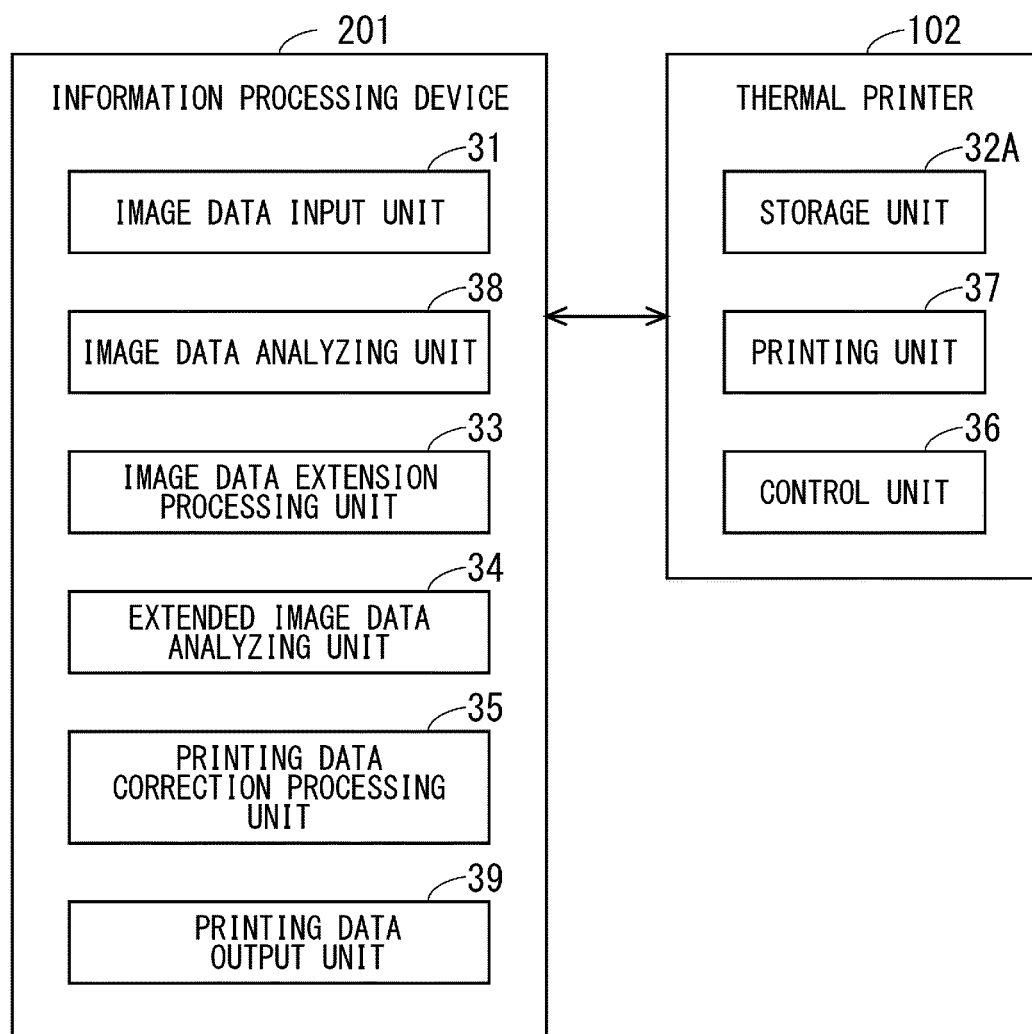 201
INFORMATION PROCESSING DEVICE
31
IMAGE DATA INPUT UNIT
38
IMAGE DATA ANALYZING UNIT
33
IMAGE DATA EXTENSION
PROCESSING UNIT
34
EXTENDED IMAGE DATA
ANALYZING UNIT
35
PRINTING DATA
CORRECTION PROCESSING
UNIT
39
PRINTING DATA
OUTPUT UNIT
102
THERMAL PRINTER
32A
STORAGE UNIT
37
PRINTING UNIT
36
CONTROL UNIT